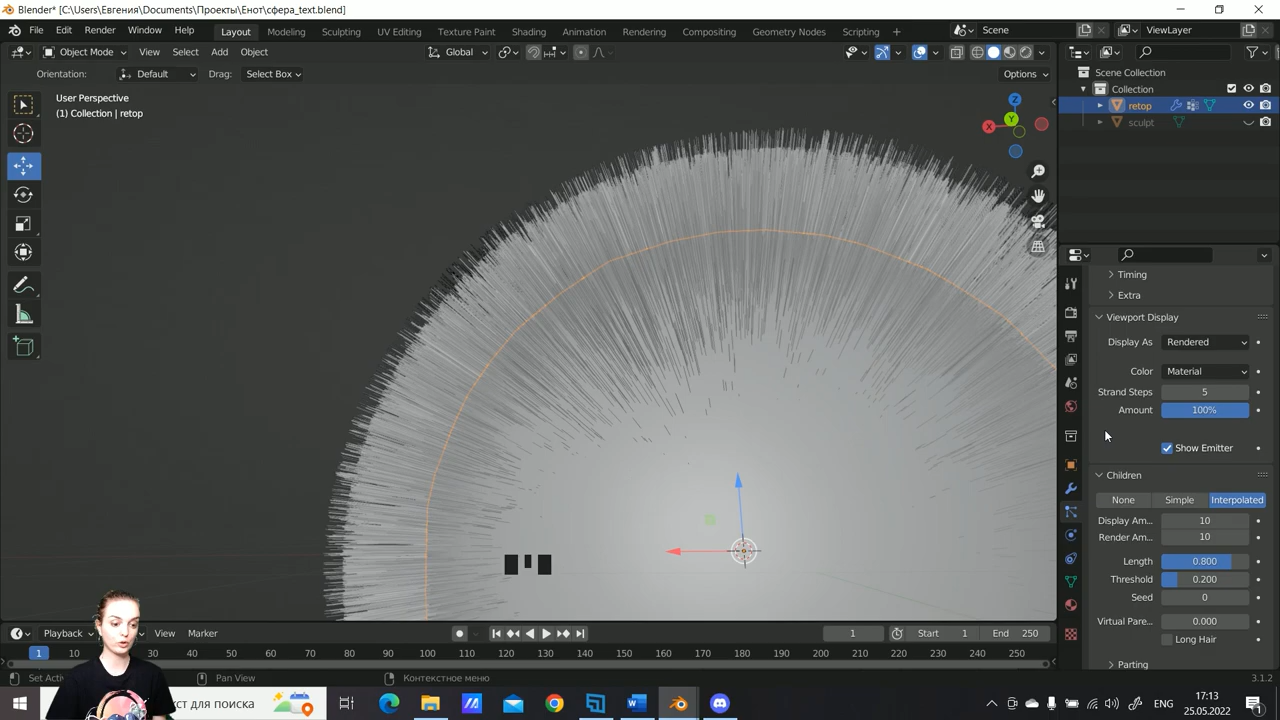 Blender* [C:\Users\Евгения\Documents\Проекты\Енот\сфера_text.blend]
File Edit Render Window Help Layout Modeling Sculpting UV Editing Texture Paint Shading Animation Rendering Compositing Geometry Nodes Scripting + Scene ViewLayer
Object Mode View Select Add Object Global
Orientation: Default Drag: Select Box Options
User Perspective
(1) Collection | retop
Z
Y
X
Scene Collection
Collection
retop
sculpt
Timing
Extra
Viewport Display
Display As Rendered
Color Material
Strand Steps 5
Amount 100%
Show Emitter
Children
None Simple Interpolated
Display Am... 10
Render Am... 10
Length 0.800
Threshold 0.200
Seed 0
Virtual Pare... 0.000
Long Hair
Parting
Playback View Marker 1 Start 1 End 250
1 10 70 80 90 100 110 120 130 140 150 160 170 180 190 200 210 220 230 240 250
Set Acti Pan View Контекстное меню 3.1.2
кст для поиска ENG 17:13
25.05.2022